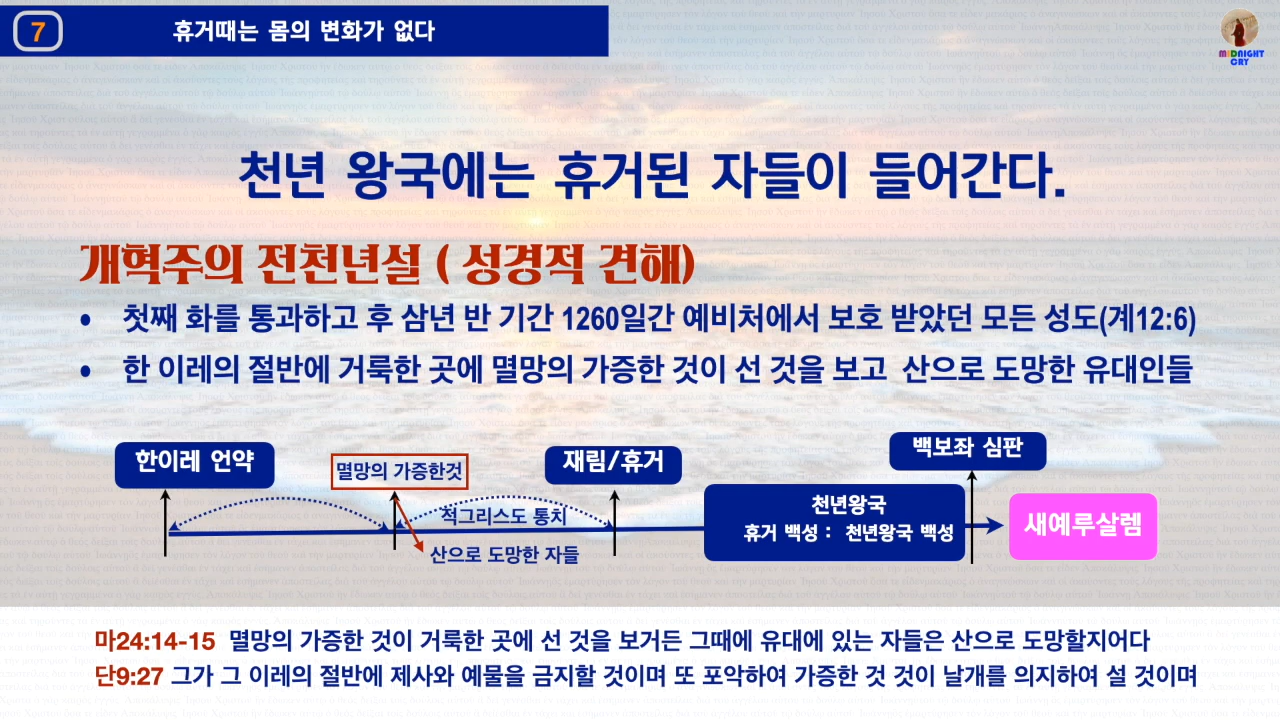 7
휴거때는 몸의 변화가 없다
MIDNIGHT
CRY
천년 왕국에는 휴거된 자들이 들어간다.
개혁주의 전천년설 ( 성경적 견해)
• 첫째 화를 통과하고 후 삼년 반 기간 1260일간 예비처에서 보호 받았던 모든 성도(계12:6)
• 한 이레의 절반에 거룩한 곳에 멸망의 가증한 것이 선 것을 보고 산으로 도망한 유대인들
한이레 언약
멸망의 가증한것
재림/휴거
백보좌 심판
적그리스도 통치
산으로 도망한 자들
천년왕국
휴거 백성 : 천년왕국 백성
새예루살렘
마24:14-15 멸망의 가증한 것이 거룩한 곳에 선 것을 보거든 그때에 유대에 있는 자들은 산으로 도망할지어다
단9:27 그가 그 이레의 절반에 제사와 예물을 금지할 것이며 또 포악하여 가증한 것 것이 날개를 의지하여 설 것이며